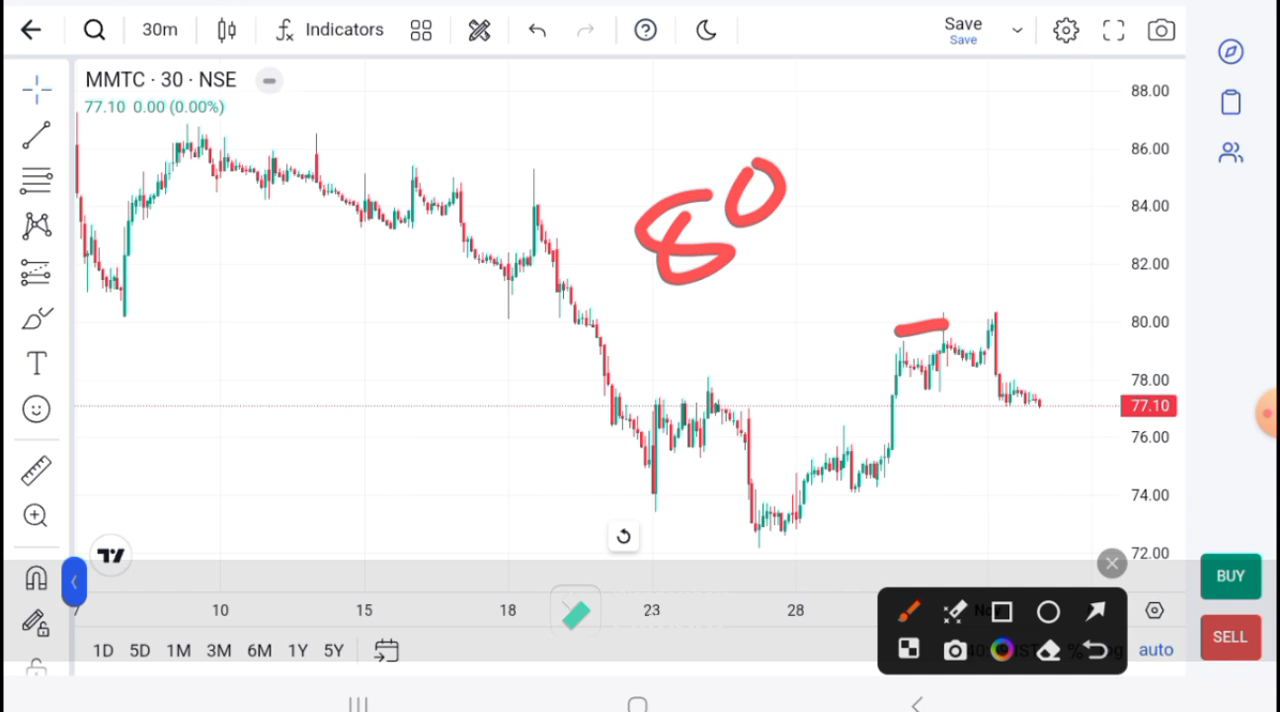 30m
Indicators
Save
Save
MMTC · 30 · NSE
77.10 0.00 (0.00%)
80
88.00
86.00
84.00
82.00
80.00
78.00
77.10
76.00
74.00
72.00
7 10 15 18 23 28
1D 5D 1M 3M 6M 1Y 5Y
auto
BUY
SELL